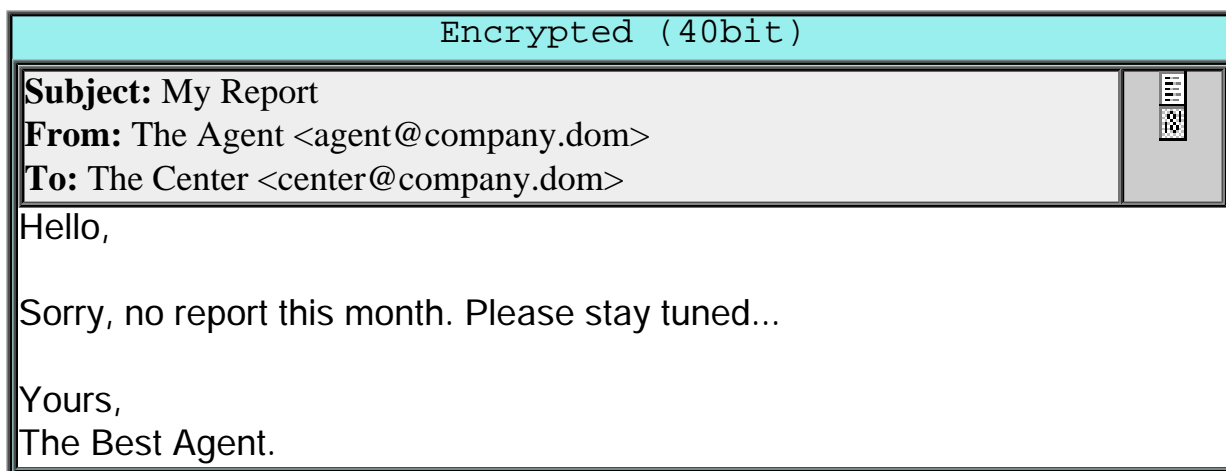 Encrypted (40bit)
Subject: My Report
From: The Agent <agent@company.dom>
To: The Center <center@company.dom>
Hello,
Sorry, no report this month. Please stay tuned...
Yours,
The Best Agent.